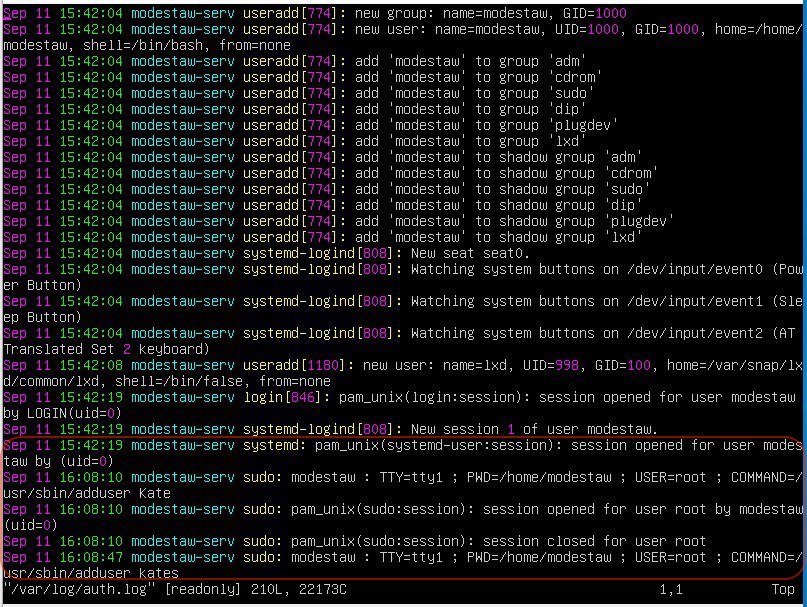 Sep 11 15:42:04 modestaw-serv useradd[774]: new group: name=modestaw, GID=1000
Sep 11 15:42:04 modestaw-serv useradd[774]: new user: name=modestaw, UID=1000, GID=1000, home=/home/
modestaw, shell=/bin/bash, from=none
Sep 11 15:42:04 modestaw-serv useradd[774]: add 'modestaw' to group 'adm'
Sep 11 15:42:04 modestaw-serv useradd[774]: add 'modestaw' to group 'cdrom'
Sep 11 15:42:04 modestaw-serv useradd[774]: add 'modestaw' to group 'sudo'
Sep 11 15:42:04 modestaw-serv useradd[774]: add 'modestaw' to group 'dip'
Sep 11 15:42:04 modestaw-serv useradd[774]: add 'modestaw' to group 'plugdev'
Sep 11 15:42:04 modestaw-serv useradd[774]: add 'modestaw' to group 'lxd'
Sep 11 15:42:04 modestaw-serv useradd[774]: add 'modestaw' to shadow group 'adm'
Sep 11 15:42:04 modestaw-serv useradd[774]: add 'modestaw' to shadow group 'cdrom'
Sep 11 15:42:04 modestaw-serv useradd[774]: add 'modestaw' to shadow group 'sudo'
Sep 11 15:42:04 modestaw-serv useradd[774]: add 'modestaw' to shadow group 'dip'
Sep 11 15:42:04 modestaw-serv useradd[774]: add 'modestaw' to shadow group 'plugdev'
Sep 11 15:42:04 modestaw-serv useradd[774]: add 'modestaw' to shadow group 'lxd'
Sep 11 15:42:04 modestaw-serv systemd-logind[808]: New seat seat0.
Sep 11 15:42:04 modestaw-serv systemd-logind[808]: Watching system buttons on /dev/input/event0 (Pow
er Button)
Sep 11 15:42:04 modestaw-serv systemd-logind[808]: Watching system buttons on /dev/input/event1 (Sle
ep Button)
Sep 11 15:42:04 modestaw-serv systemd-logind[808]: Watching system buttons on /dev/input/event2 (AT
Translated Set 2 keyboard)
Sep 11 15:42:08 modestaw-serv useradd[1180]: new user: name=lxd, UID=998, GID=100, home=/var/snap/lx
d/common/lxd, shell=/bin/false, from=none
Sep 11 15:42:19 modestaw-serv login[846]: pam_unix(login:session): session opened for user modestaw
by LOGIN(uid=0)
Sep 11 15:42:19 modestaw-serv systemd-logind[808]: New session 1 of user modestaw.
Sep 11 15:42:19 modestaw-serv systemd: pam_unix(systemd-user:session): session opened for user modes
taw by (uid=0)
Sep 11 16:08:10 modestaw-serv sudo: modestaw : TTY=tty1 ; PWD=/home/modestaw ; USER=root ; COMMAND=/
usr/sbin/adduser Kate
Sep 11 16:08:10 modestaw-serv sudo: pam_unix(sudo:session): session opened for user root by modestaw
(uid=0)
Sep 11 16:08:10 modestaw-serv sudo: pam_unix(sudo:session): session closed for user root
Sep 11 16:08:47 modestaw-serv sudo: modestaw : TTY=tty1 ; PWD=/home/modestaw ; USER=root ; COMMAND=/
usr/sbin/adduser kates
"/var/log/auth.log" [readonly] 210L, 22173C 1,1 Top